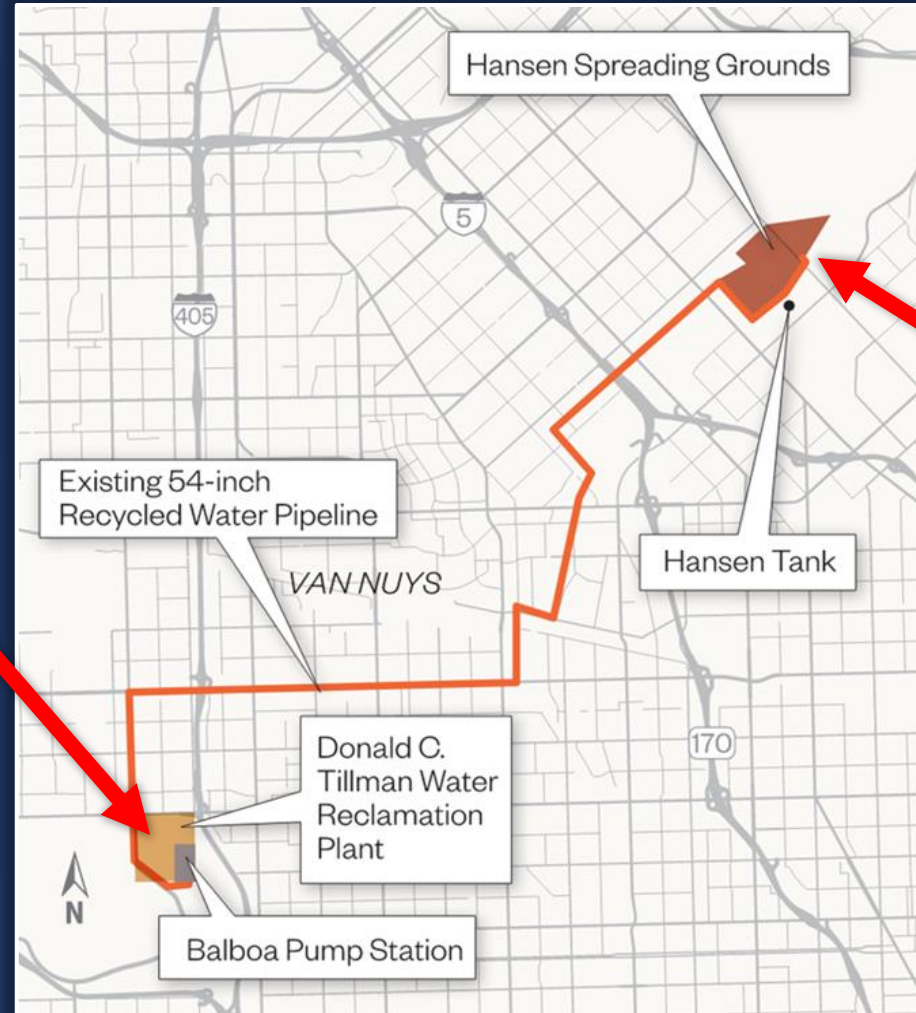 Hansen Spreading Grounds
5
405
Existing 54-inch
Recycled Water Pipeline
VAN NUYS
Hansen Tank
170
Donald C.
Tillman Water
Reclamation
Plant
N
Balboa Pump Station